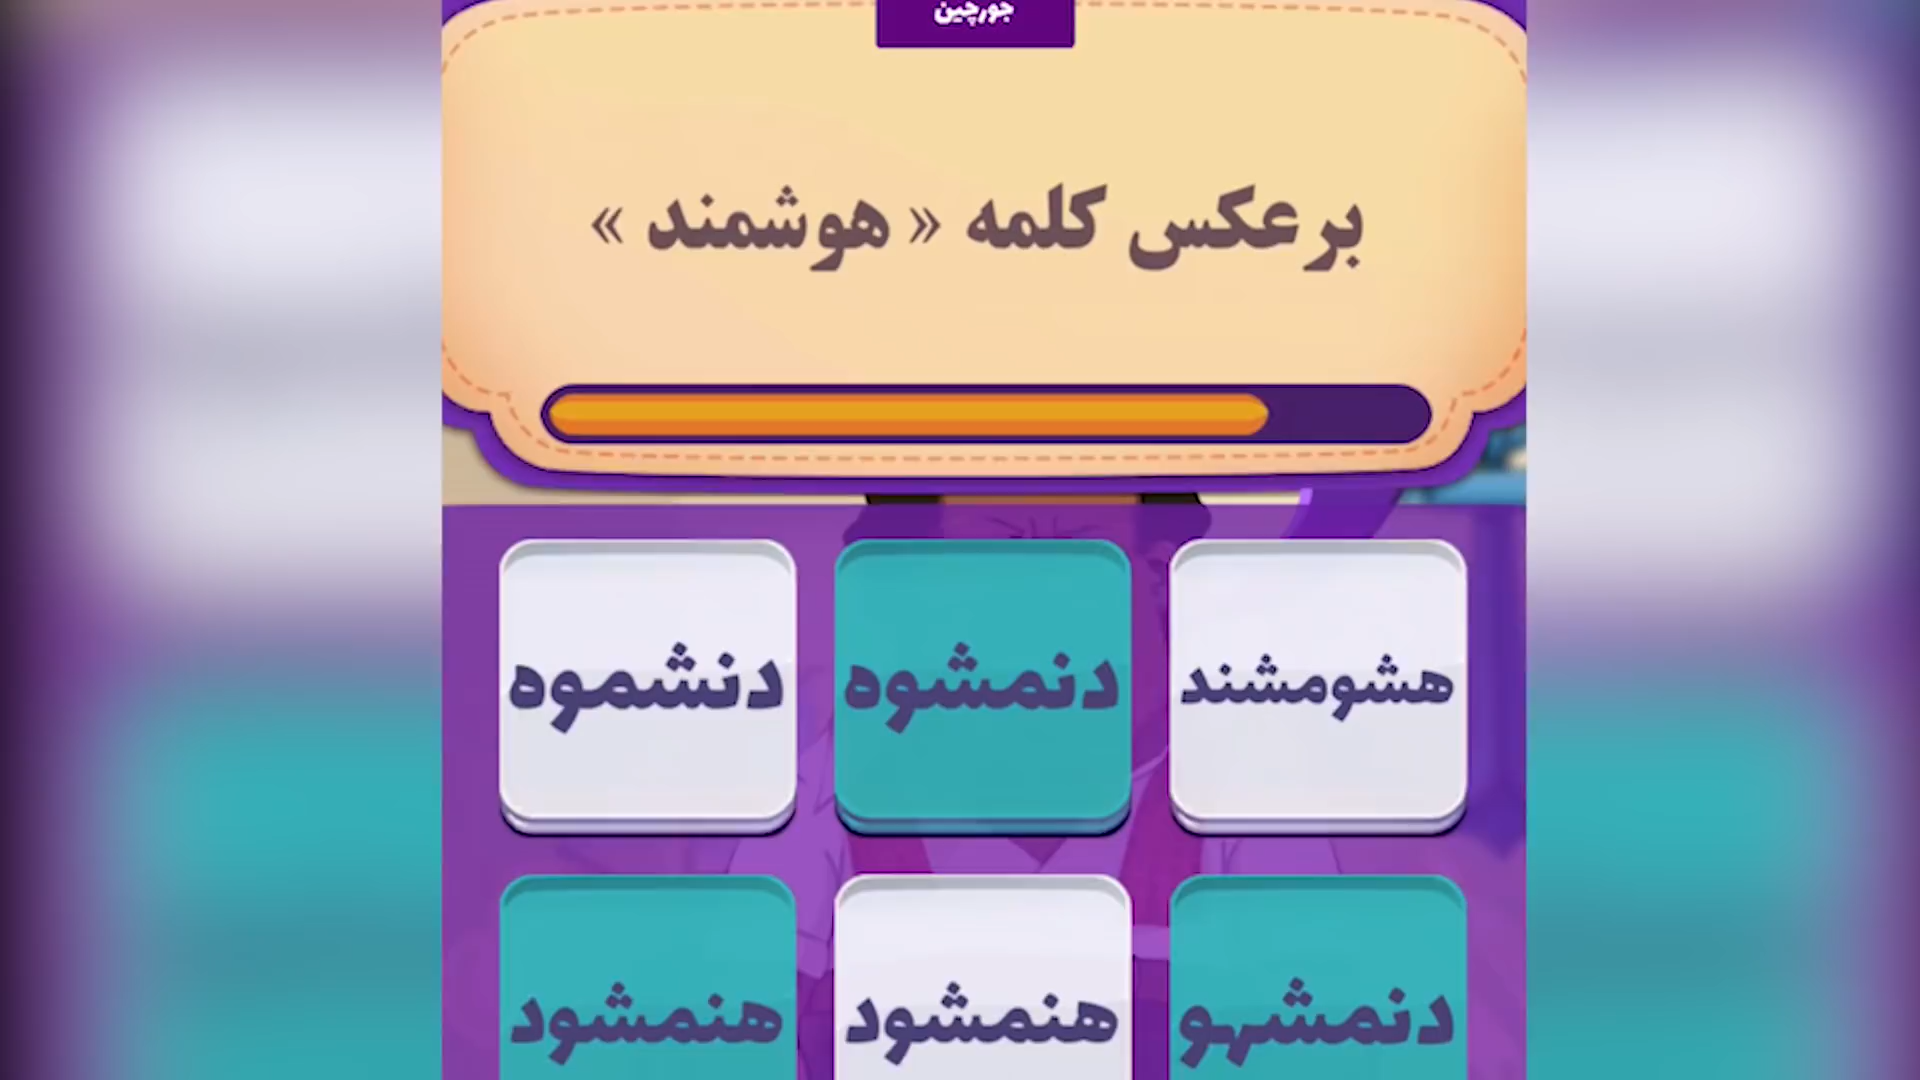 جورچین
برعکس کلمه « هوشمند »
هشومشند
دنمشوه
دنشموه
دنمشهو
هنمشود
هنمشود